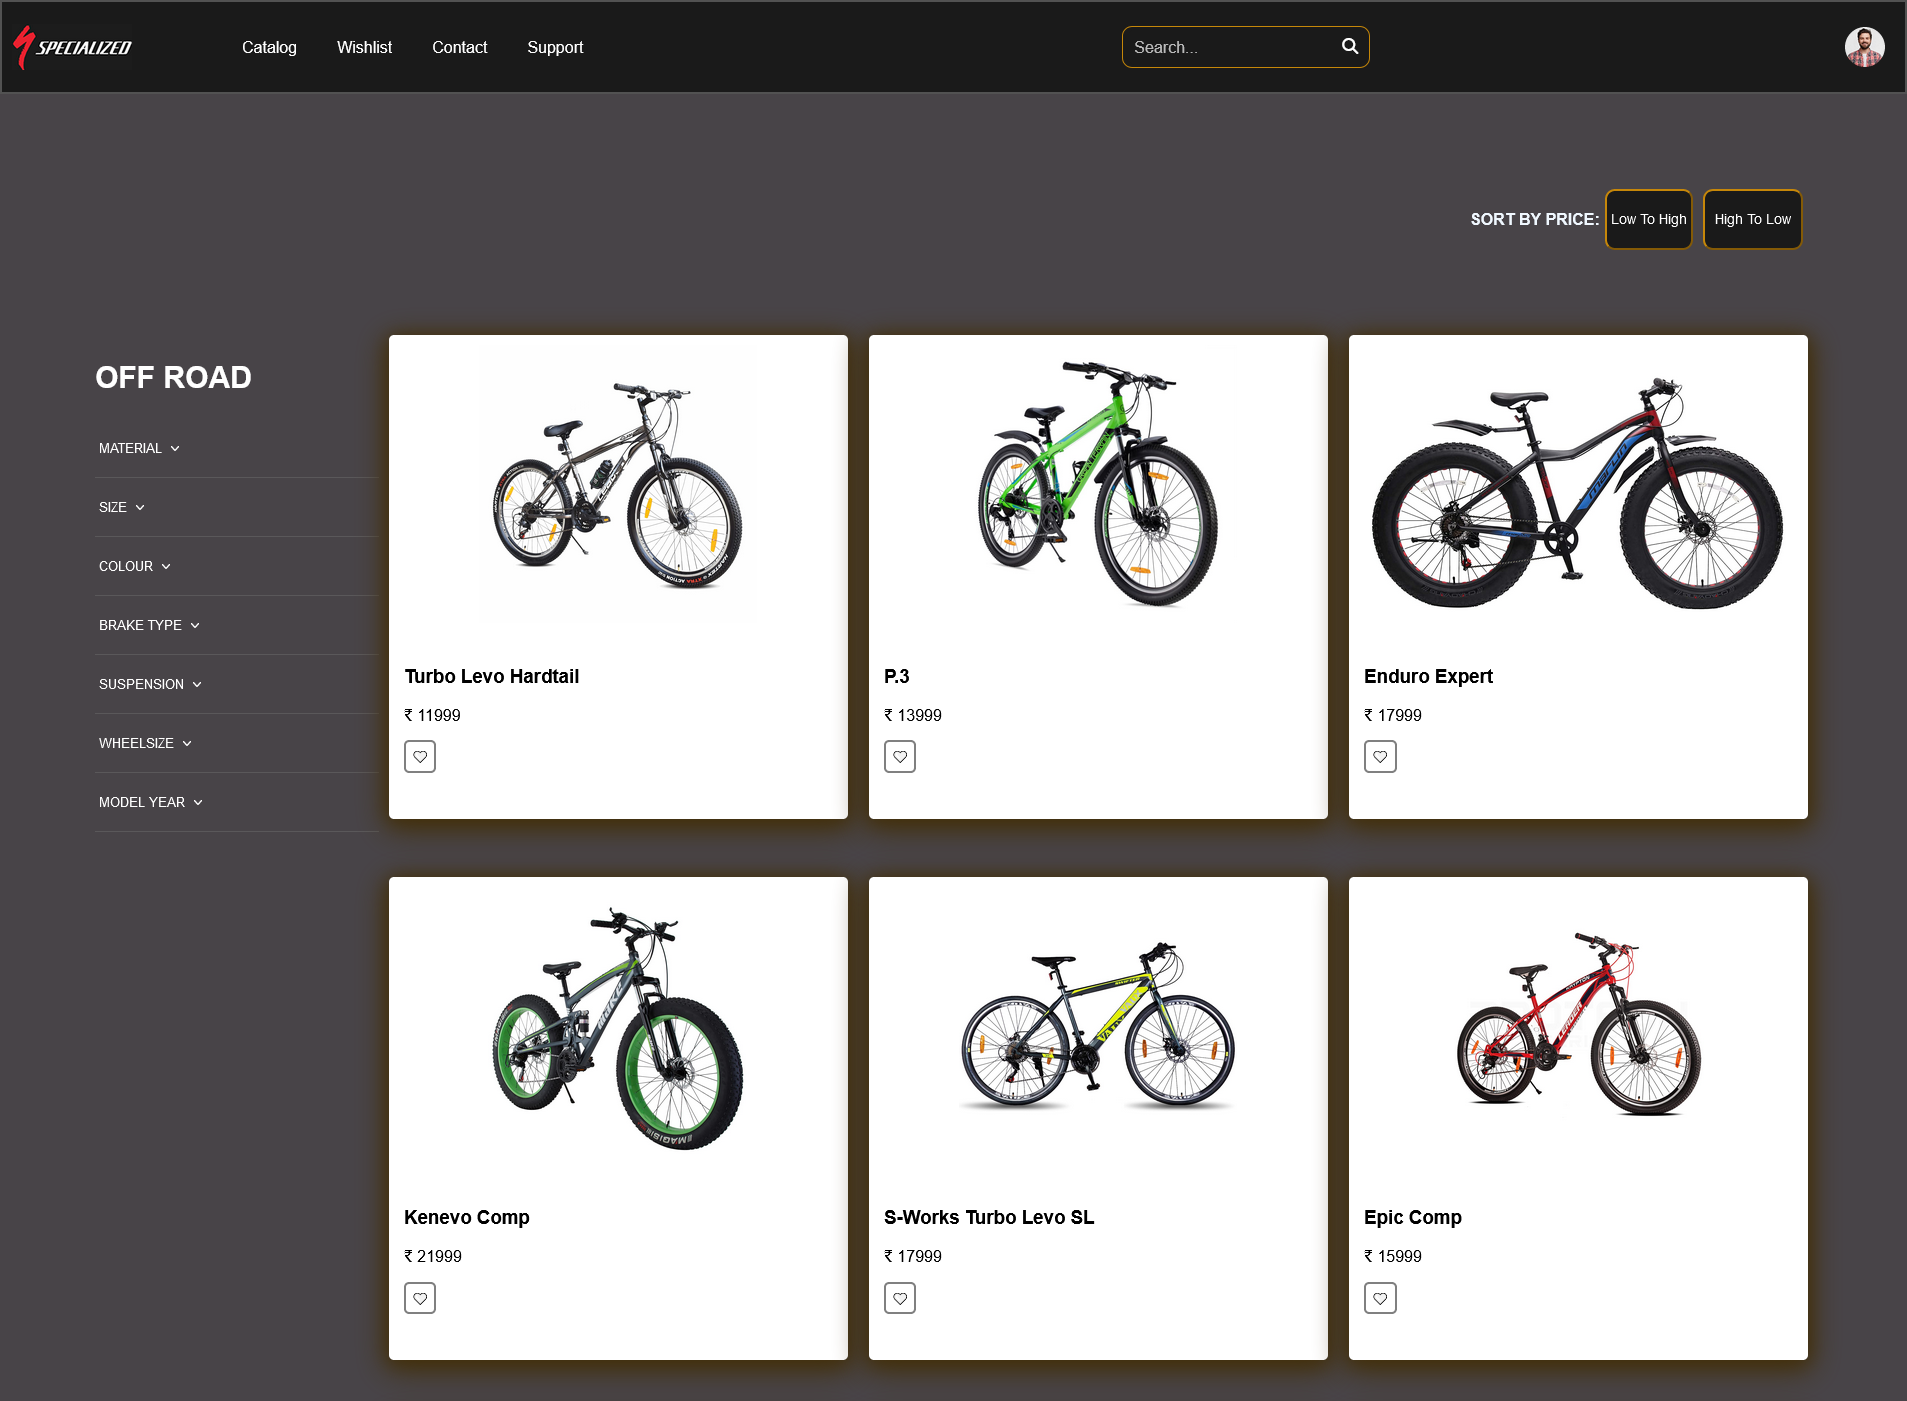 SPECIALIZED
Catalog
Wishlist
Contact
Support
Search...
SORT BY PRICE:
Low To High
High To Low
OFF ROAD
MATERIAL
SIZE
COLOUR
BRAKE TYPE
SUSPENSION
WHEELSIZE
MODEL YEAR
Turbo Levo Hardtail
₹ 11999
P.3
₹ 13999
Enduro Expert
₹ 17999
Kenevo Comp
₹ 21999
S-Works Turbo Levo SL
₹ 17999
Epic Comp
₹ 15999